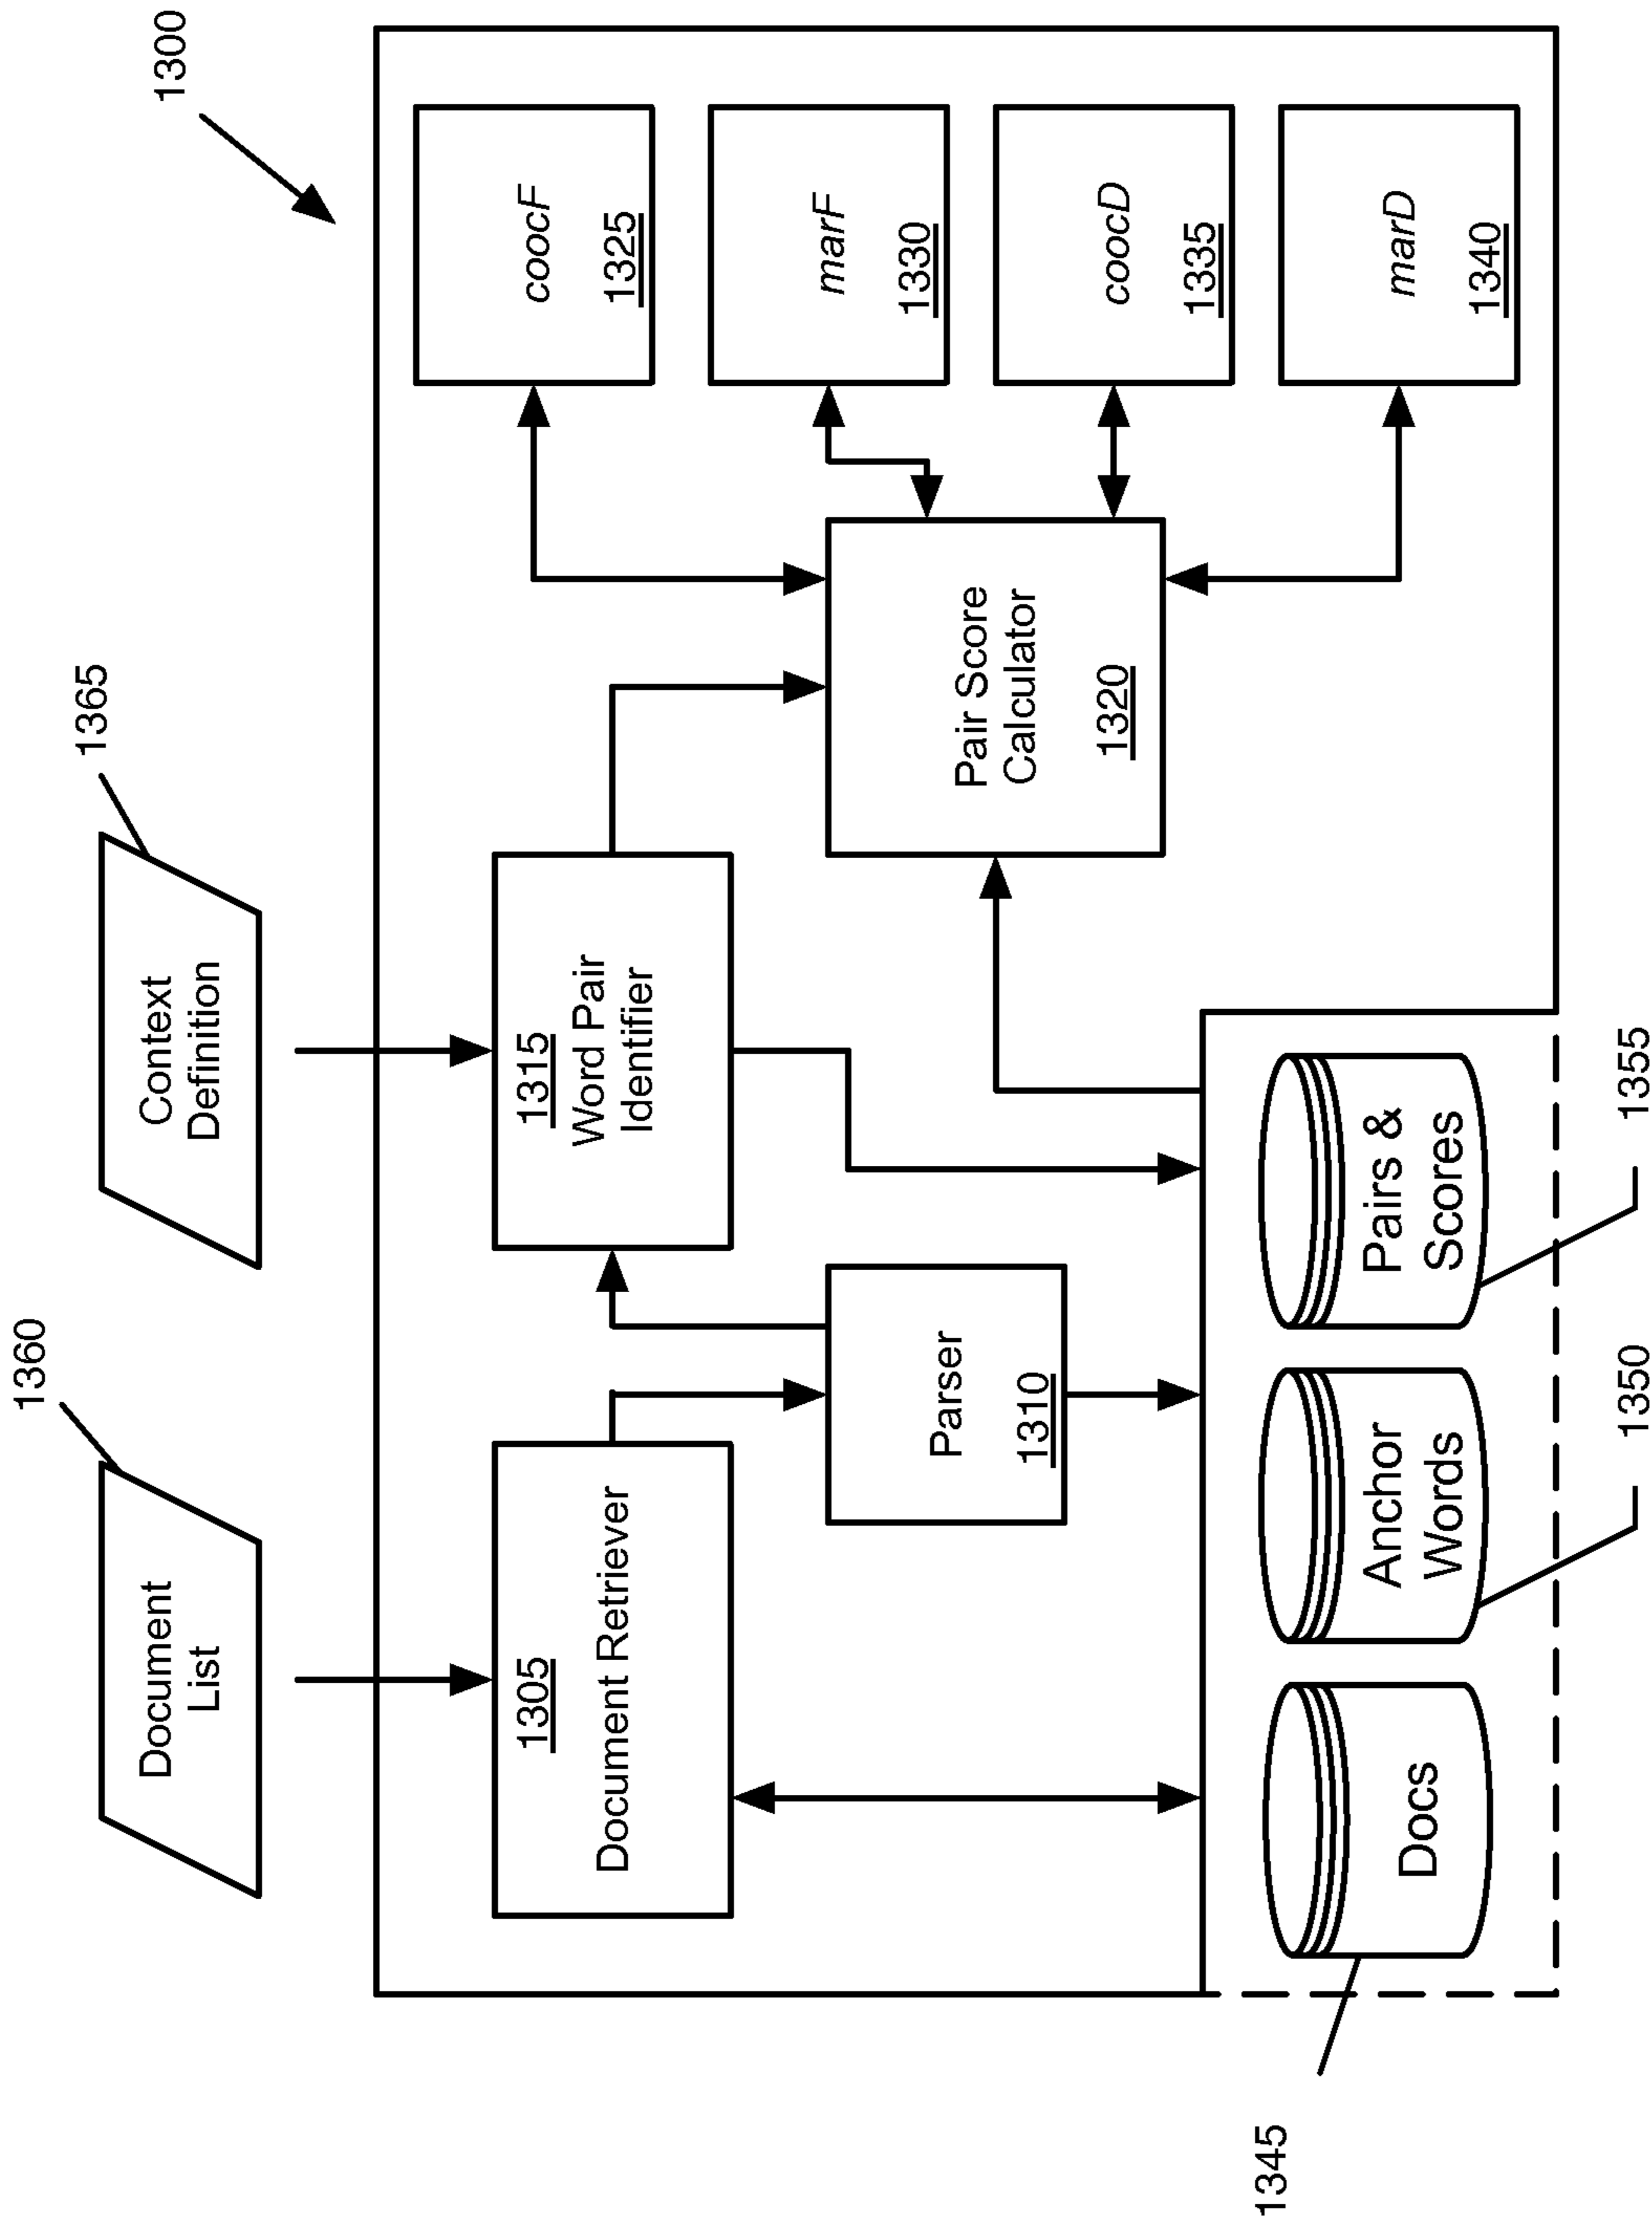 1360
1365
1300
Document
List
Context
Definition
1305
Document Retriever
1315
Word Pair
Identifier
coocF
1325
Parser
1310
Pair Score
Calculator
1320
marF
1330
coocD
1335
marD
1340
Docs
Anchor
Words
Pairs &
Scores
1345
1350
1355